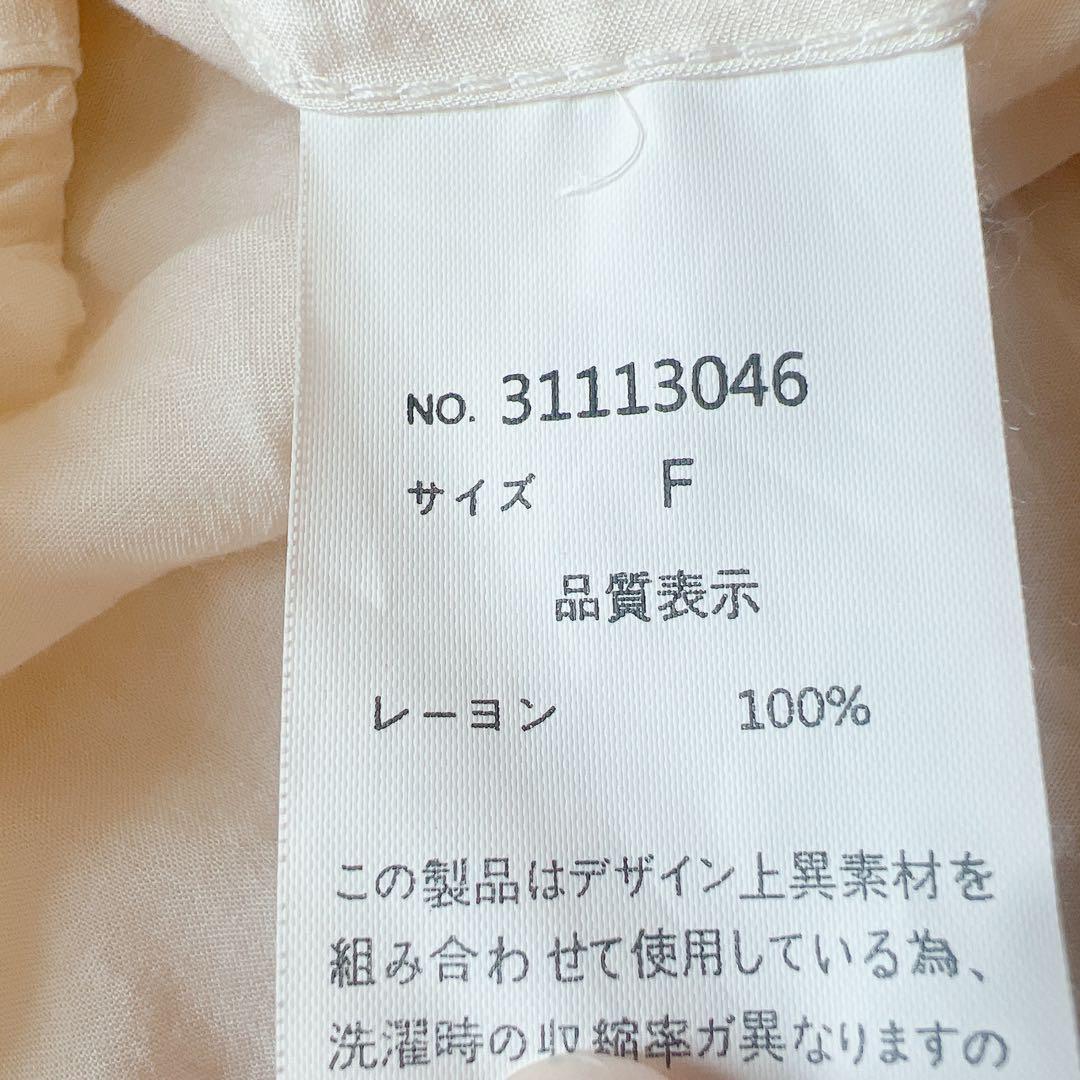 NO. 31113046
サイズ F
品質表示
レーヨン 100%
この製品はデザイン上異素材を
組み合わせて使用している為、
洗濯時の収縮率ガ異なりますの